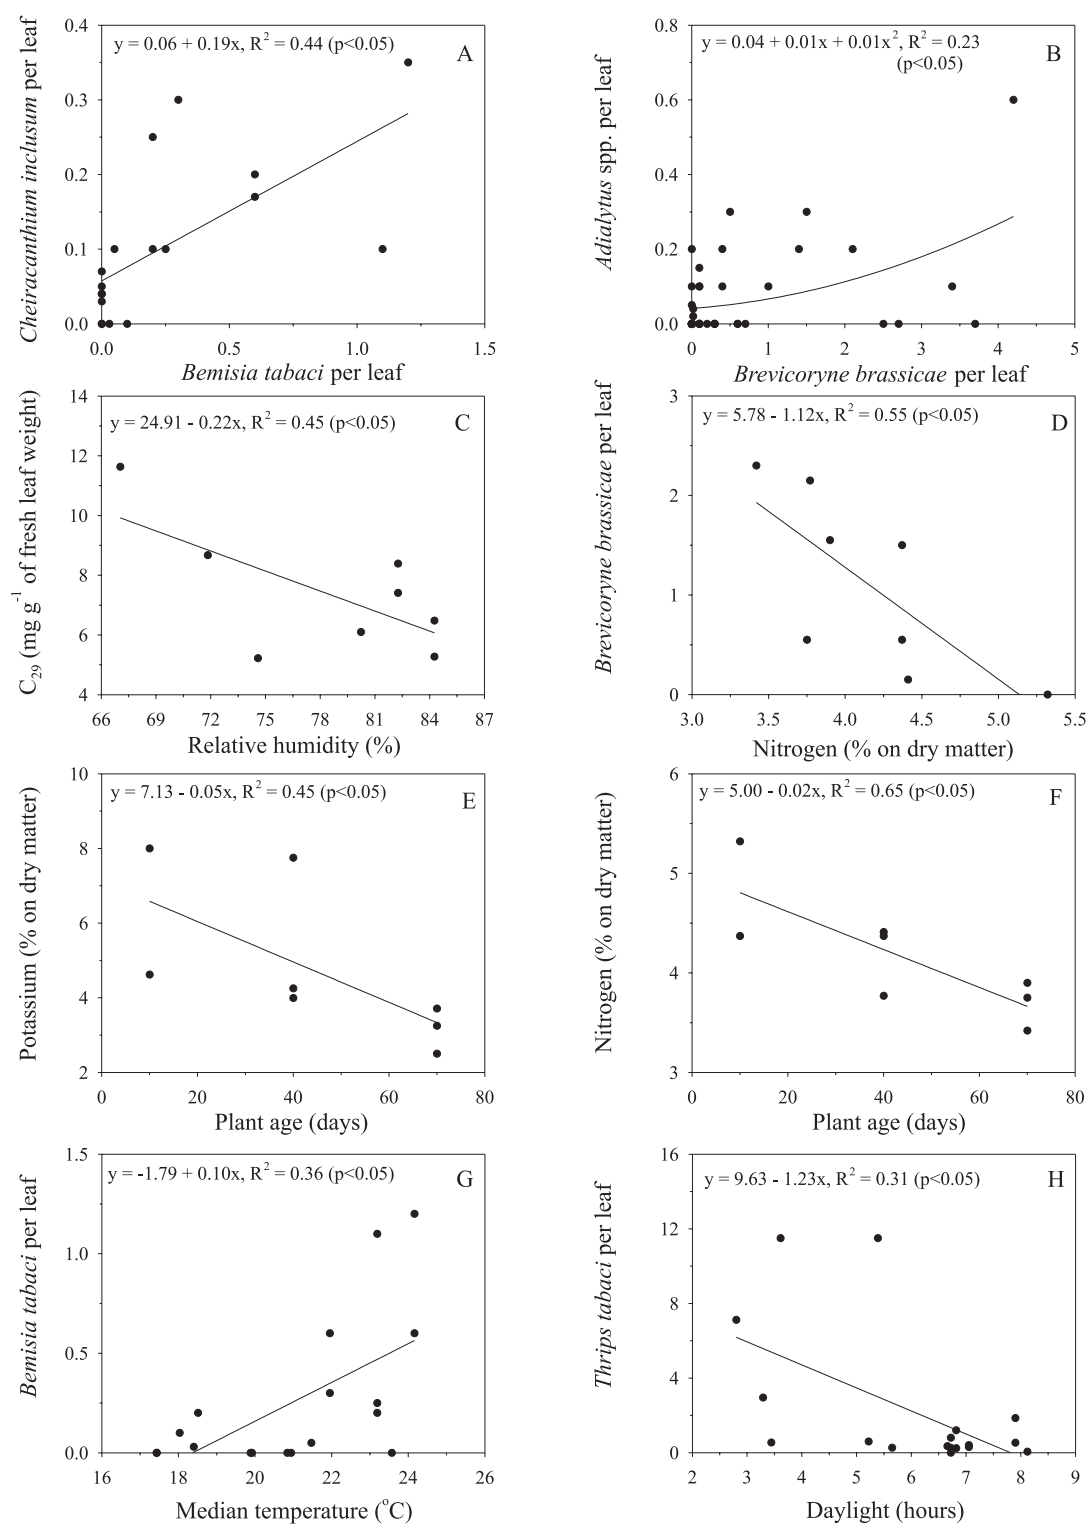 y = 0.06 + 0.19x, R² = 0.44 (p<0.05)
A
Cheiracanthium inclusum per leaf
0.4
0.3
0.2
0.1
0.0
0.0 0.5 1.0 1.5
Bemisia tabaci per leaf
y = 0.04 + 0.01x + 0.01x², R² = 0.23
(p<0.05)
B
Adialytus spp. per leaf
0.8
0.6
0.4
0.2
0.0
0 1 2 3 4 5
Brevicoryne brassicae per leaf
y = 24.91 - 0.22x, R² = 0.45 (p<0.05)
C
C₂₉ (mg g⁻¹ of fresh leaf weight)
14
12
10
8
6
4
66 69 72 75 78 81 84 87
Relative humidity (%)
y = 5.78 - 1.12x, R² = 0.55 (p<0.05)
D
Brevicoryne brassicae per leaf
3
2
1
0
3.0 3.5 4.0 4.5 5.0 5.5
Nitrogen (% on dry matter)
y = 7.13 - 0.05x, R² = 0.45 (p<0.05)
E
Potassium (% on dry matter)
10
8
6
4
2
0 20 40 60 80
Plant age (days)
y = 5.00 - 0.02x, R² = 0.65 (p<0.05)
F
Nitrogen (% on dry matter)
6
5
4
3
0 20 40 60 80
Plant age (days)
y = -1.79 + 0.10x, R² = 0.36 (p<0.05)
G
Bemisia tabaci per leaf
1.5
1.0
0.5
0.0
16 18 20 22 24 26
Median temperature (°C)
y = 9.63 - 1.23x, R² = 0.31 (p<0.05)
H
Thrips tabaci per leaf
16
12
8
4
0
2 3 4 5 6 7 8 9
Daylight (hours)